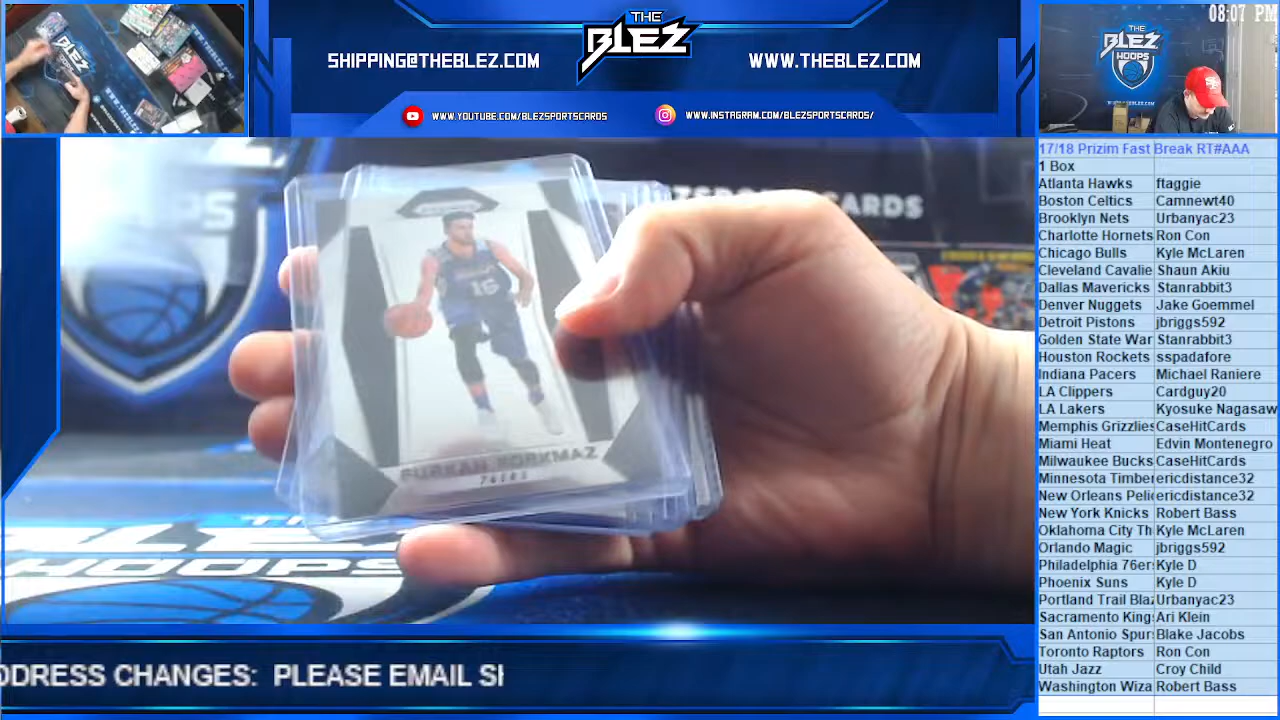 08:07 PM
THE
BLEZ
SHIPPING@THEBLEZ.COM
WWW.THEBLEZ.COM
WWW.YOUTUBE.COM/BLEZSPORTSCARDS
WWW.INSTAGRAM.COM/BLEZSPORTSCARDS/
THE
BLEZ
HOOPS
17/18 Prizim Fast Break RT#AAA
1 Box
Atlanta Hawks ftaggie
Boston Celtics Camnewt40
Brooklyn Nets Urbanyac23
Charlotte Hornets Ron Con
Chicago Bulls Kyle McLaren
Cleveland Cavalie Shaun Akiu
Dallas Mavericks Stanrabbit3
Denver Nuggets Jake Goemmel
Detroit Pistons jbriggs592
Golden State War Stanrabbit3
Houston Rockets sspadafore
Indiana Pacers Michael Raniere
LA Clippers Cardguy20
LA Lakers Kyosuke Nagasaw
Memphis Grizzlies CaseHitCards
Miami Heat Edvin Montenegro
Milwaukee Bucks CaseHitCards
Minnesota Timber ericdistance32
New Orleans Peli ericdistance32
New York Knicks Robert Bass
Oklahoma City Th Kyle McLaren
Orlando Magic jbriggs592
Philadelphia 76er Kyle D
Phoenix Suns Kyle D
Portland Trail Blaz Urbanyac23
Sacramento King Ari Klein
San Antonio Spur Blake Jacobs
Toronto Raptors Ron Con
Utah Jazz Croy Child
Washington Wiza Robert Bass
ZSPORTSCARDS
16
FURKAN KORKMAZ
76ERS
HOOPS
DDRESS CHANGES: PLEASE EMAIL SH